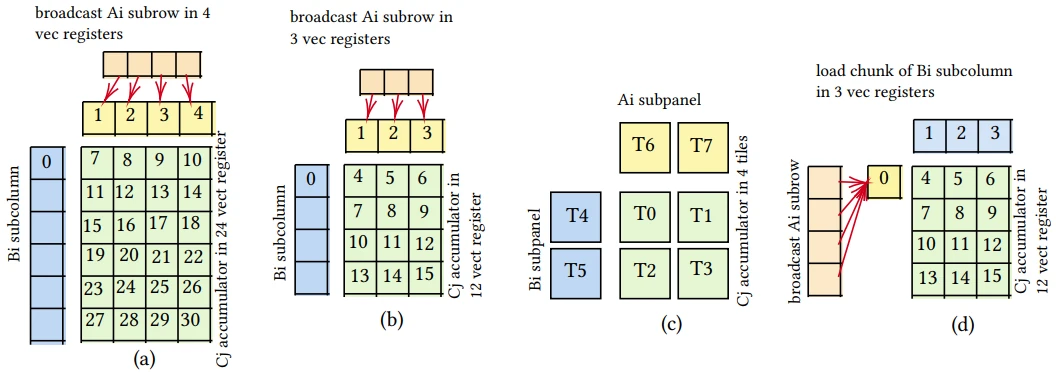 broadcast Ai subrow in 4
vec registers
1 2 3 4
Bi subcolumn
0
7 8 9 10
11 12 13 14
15 16 17 18
19 20 21 22
23 24 25 26
27 28 29 30
Cj accumulator in 24 vect register
(a)
broadcast Ai subrow in
3 vec registers
1 2 3
Bi subcolumn
0
4 5 6
7 8 9
10 11 12
13 14 15
Cj accumulator in
12 vect register
(b)
Ai subpanel
T6 T7
Bi subpanel
T4 T0 T1
T5 T2 T3
Cj accumulator in 4 tiles
(c)
load chunk of Bi subcolumn
in 3 vec registers
1 2 3
broadcast Ai subrow
0
4 5 6
7 8 9
10 11 12
13 14 15
Cj accumulator in
12 vect register
(d)